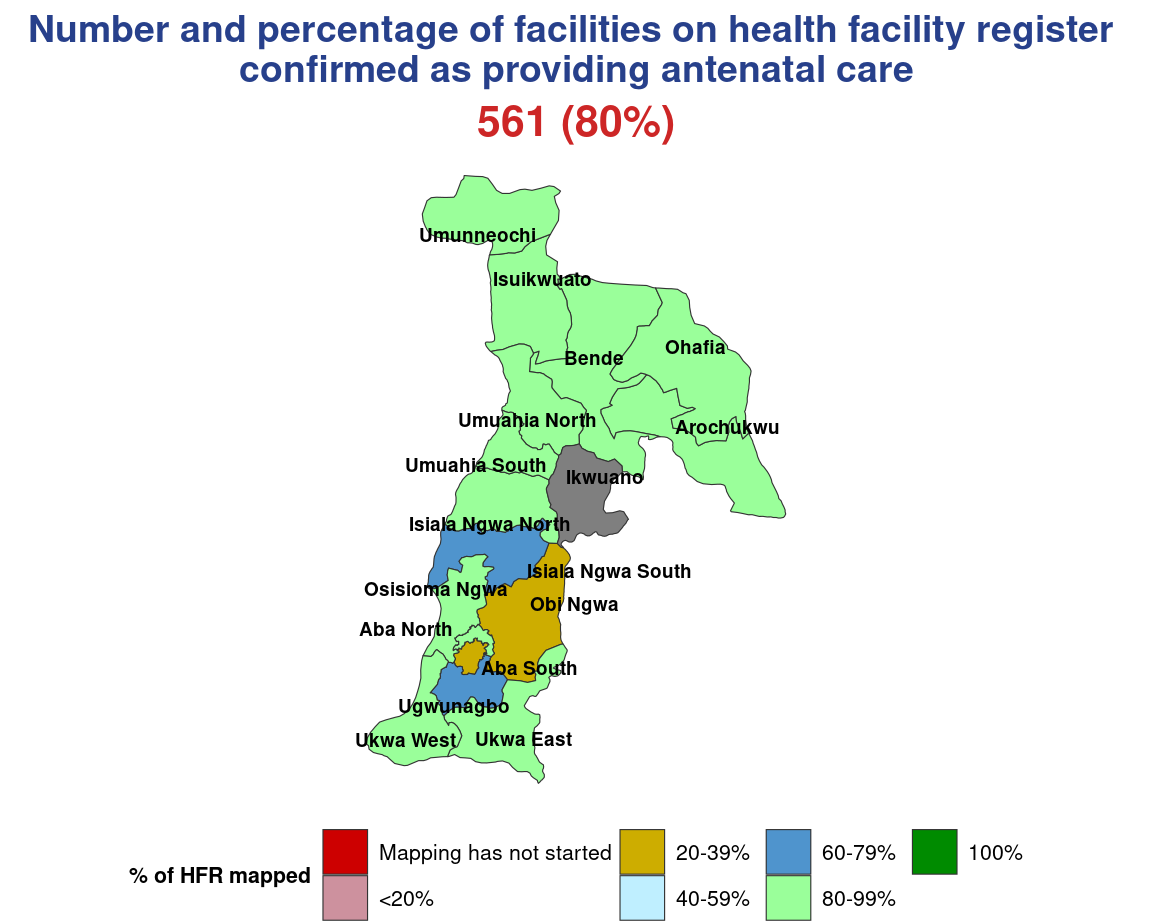 Number and percentage of facilities on health facility register
confirmed as providing antenatal care
561 (80%)
Umunneochi
Isuikwuato
Bende
Ohafia
Umuahia North
Arochukwu
Umuahia South
Ikwuano
Isiala Ngwa North
Isiala Ngwa South
Osisioma Ngwa
Obi Ngwa
Aba North
Aba South
Ugwunagbo
Ukwa West
Ukwa East
% of HFR mapped
Mapping has not started
<20%
20-39%
40-59%
60-79%
80-99%
100%